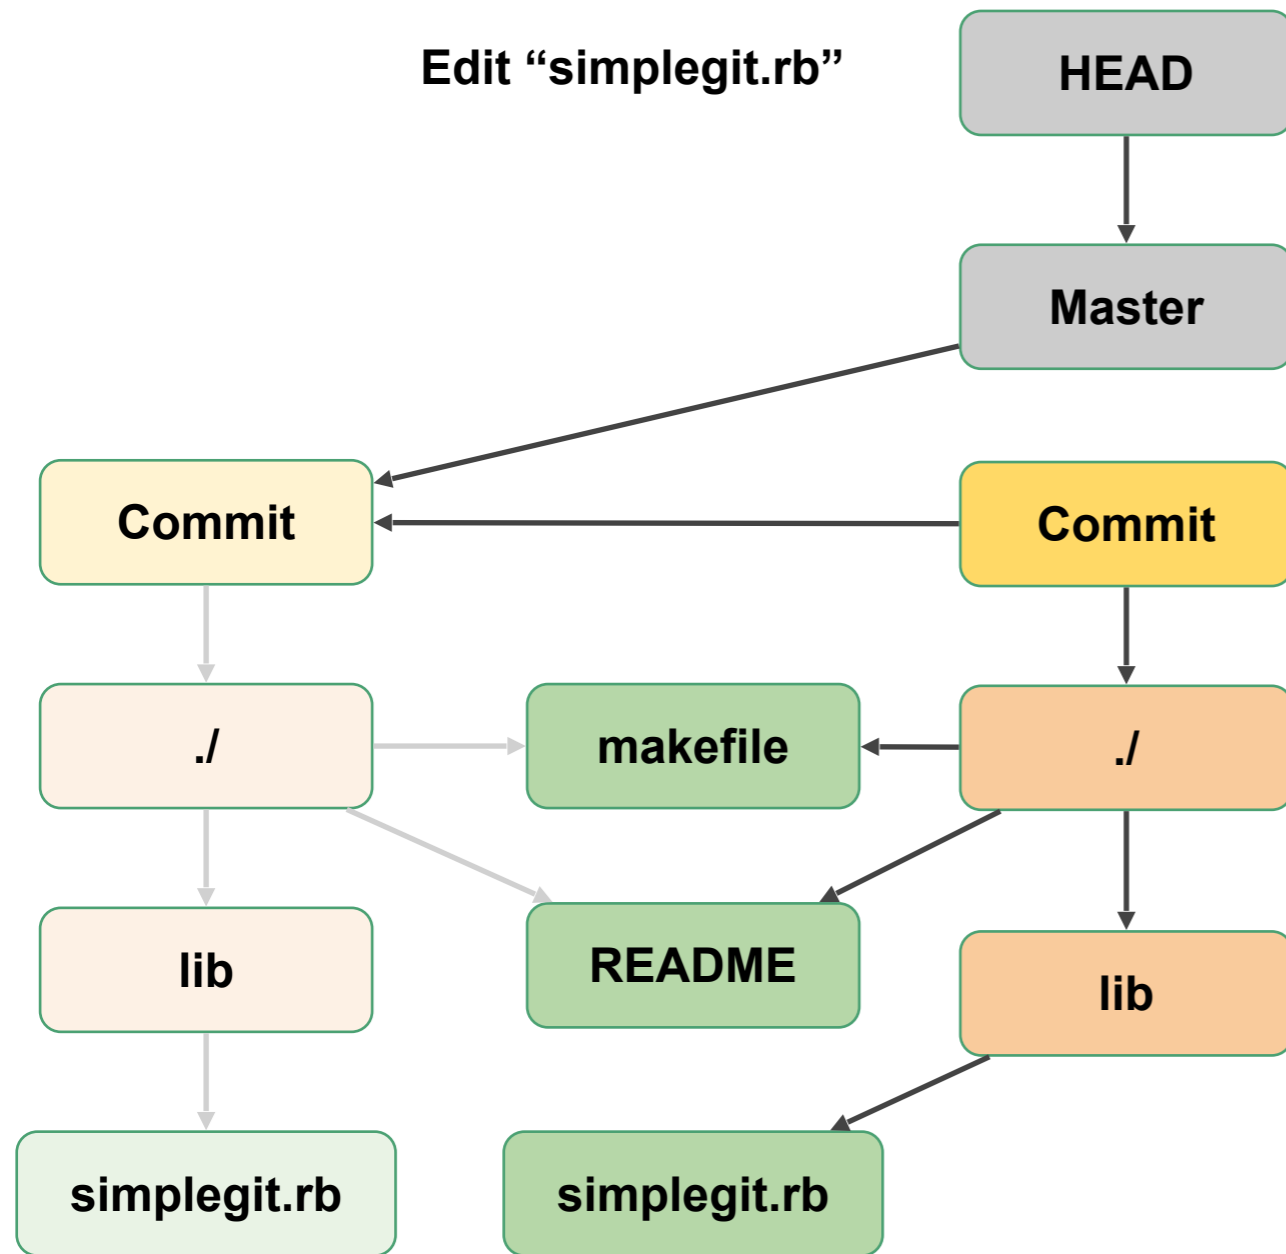 Edit “simplegit.rb”
HEAD
Master
Commit
Commit
./
makefile
./
lib
README
lib
simplegit.rb
simplegit.rb